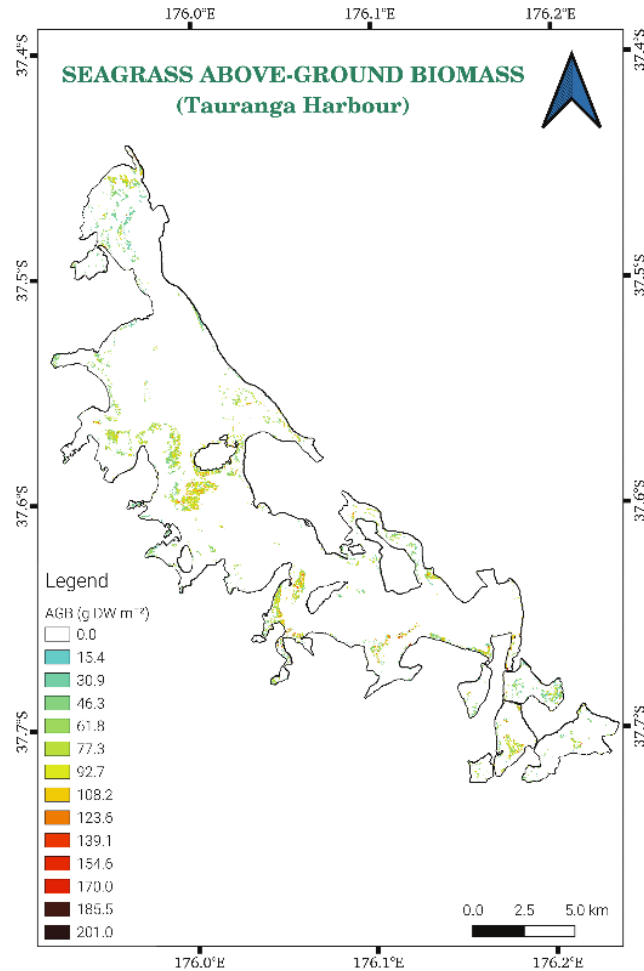 176.0°E 176.1°E 176.2°E
37.4°S 37.4°S
SEAGRASS ABOVE-GROUND BIOMASS
(Tauranga Harbour)
37.5°S 37.5°S
37.6°S 37.6°S
Legend
AGB (g DW m⁻²)
0.0
15.4
30.9
46.3
61.8
77.3
92.7
108.2
123.6
139.1
154.6
170.0
185.5
201.0
37.7°S 37.7°S
0.0 2.5 5.0 km
176.0°E 176.1°E 176.2°E